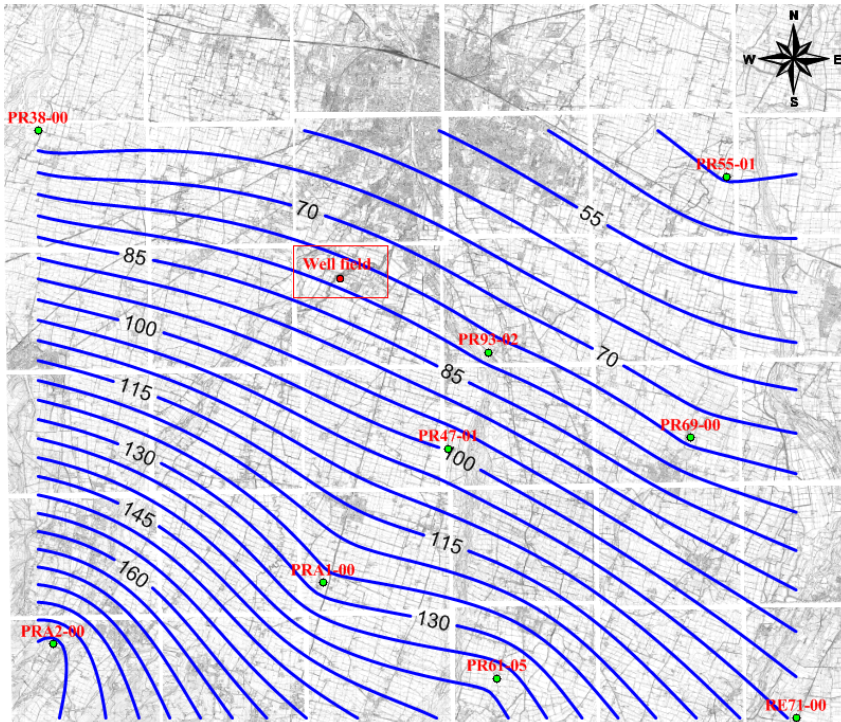 N
W E
S
PR38-00
PR55-01
70
55
85
Well field
100
PR93-02
70
85
115
PR47-01
PR69-00
100
130
145
115
160
PRA1-00
130
PRA2-00
PR61-05
RE71-00